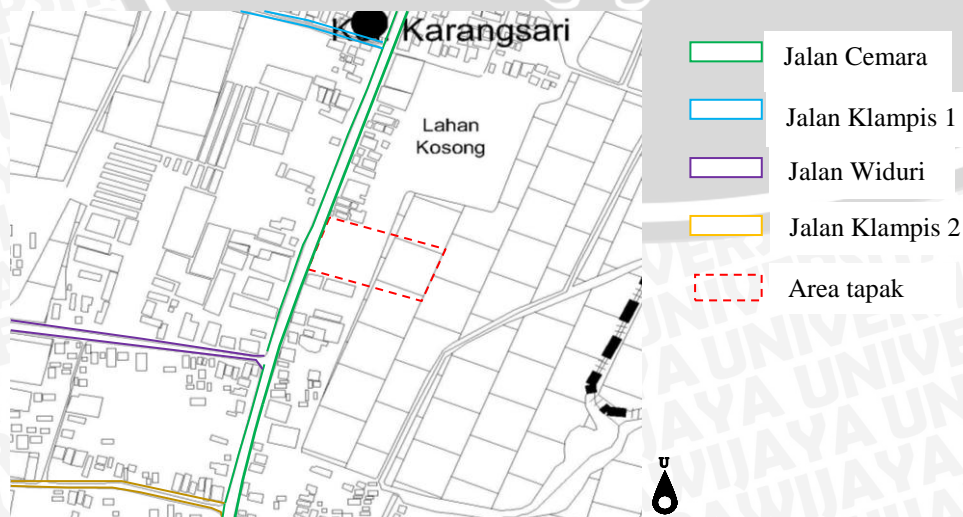 Karangsari
Lahan
Kosong
Jalan Cemara
Jalan Klampis 1
Jalan Widuri
Jalan Klampis 2
Area tapak
U